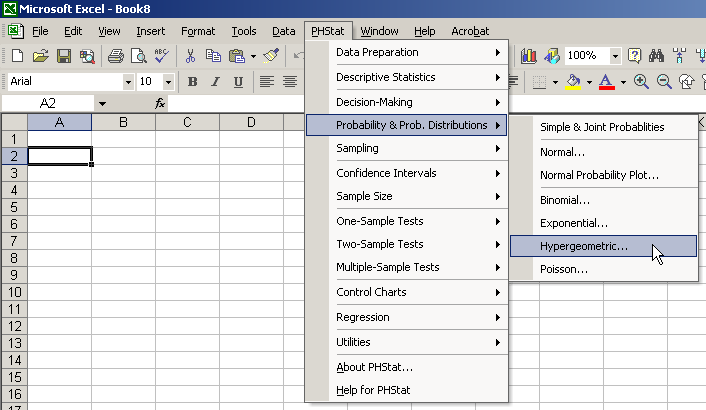 Microsoft Excel - Book8
File Edit View Insert Format Tools Data PHStat Window Help Acrobat
ABC Σ 100%
Arial 10 B I U $ A
A2 fx
A B C D K
1
2
3
4
5
6
7
8
9
10
11
12
13
14
15
16
17
Data Preparation
Descriptive Statistics
Decision-Making
Probability & Prob. Distributions
Sampling
Confidence Intervals
Sample Size
One-Sample Tests
Two-Sample Tests
Multiple-Sample Tests
Control Charts
Regression
Utilities
About PHStat...
Help for PHStat
Simple & Joint Probablities
Normal...
Normal Probability Plot...
Binomial...
Exponential...
Hypergeometric...
Poisson...